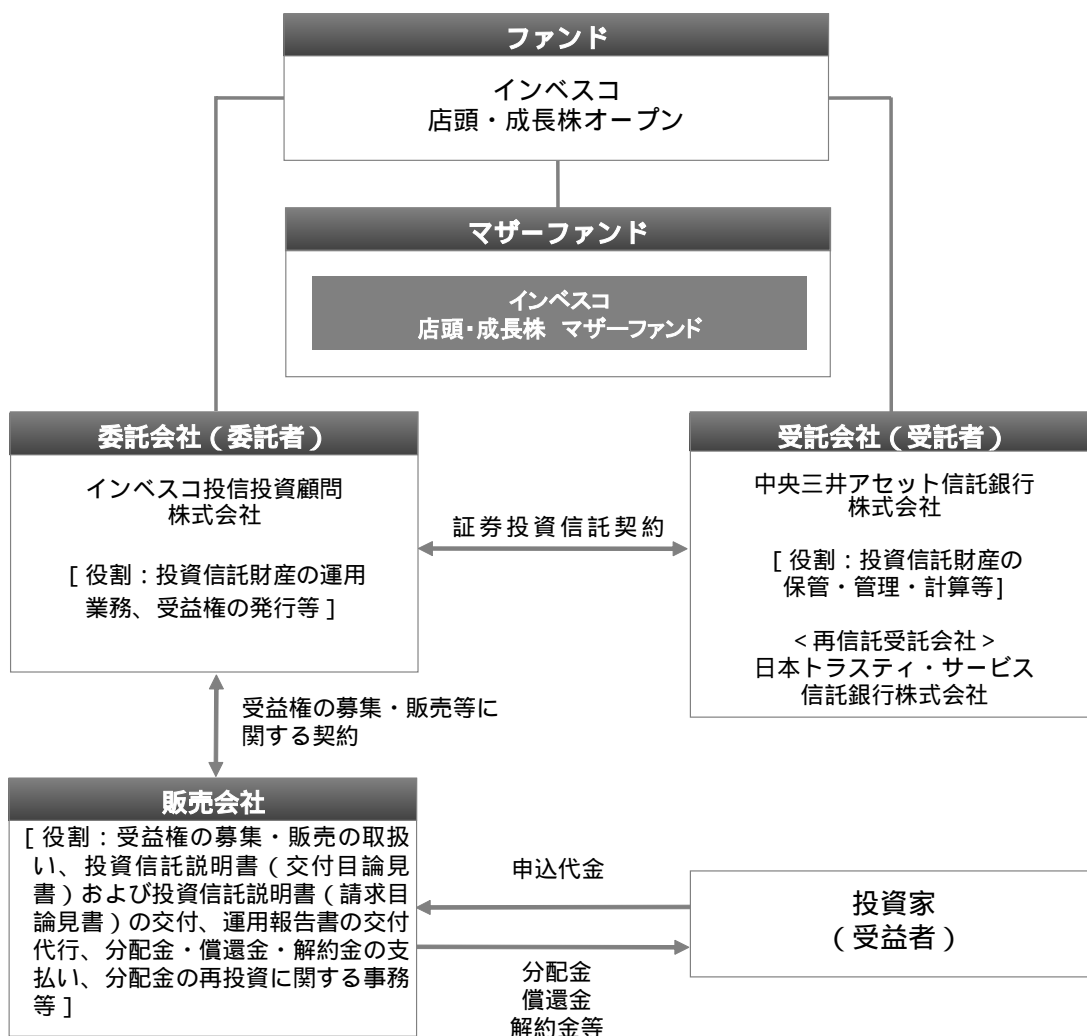 ファンド
インベスコ
店頭・成長株オープン
マザーファンド
インベスコ
店頭・成長株 マザーファンド
委託会社（委託者）
インベスコ投信投資顧問
株式会社
[ 役割：投資信託財産の運用
業務、受益権の発行等 ]
証券投資信託契約
受託会社（受託者）
中央三井アセット信託銀行
株式会社
[ 役割：投資信託財産の
保管・管理・計算等]
<再信託受託会社>
日本トラスティ・サービス
信託銀行株式会社
受益権の募集・販売等に
関する契約
販売会社
[ 役割：受益権の募集・販売の取扱
い、投資信託説明書（交付目論見
書）および投資信託説明書（請求目
論見書）の交付、運用報告書の交付
代行、分配金・償還金・解約金の支
払い、分配金の再投資に関する事務
等 ]
申込代金
分配金
償還金
解約金等
投資家
（受益者）